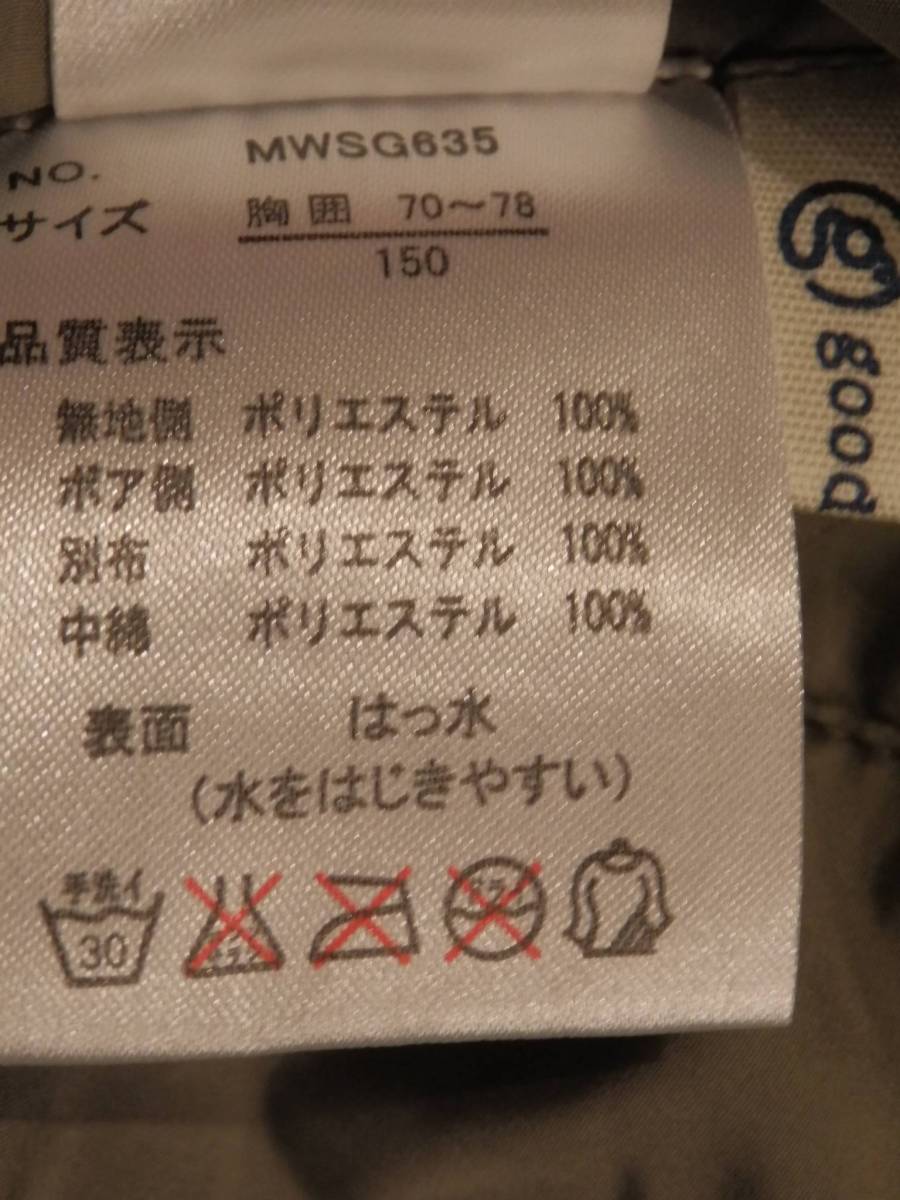 NO. MWSG635
サイズ 胸囲 70〜78
150
品質表示
無地側 ポリエステル 100%
ボア側 ポリエステル 100%
別布 ポリエステル 100%
中綿 ポリエステル 100%
表面 はっ水
(水をはじきやすい)
手洗イ
30
good